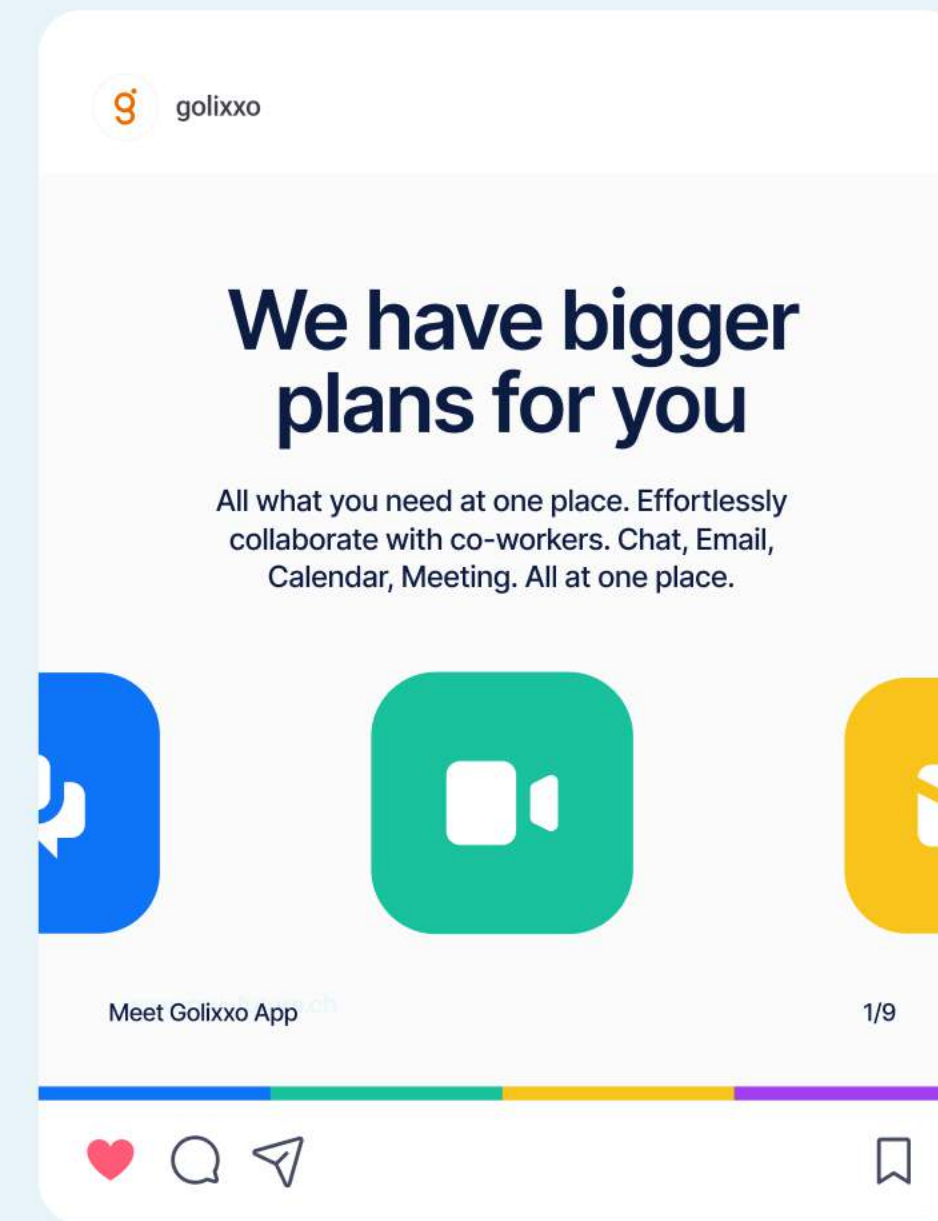 g golixxo
We have bigger
plans for you
All what you need at one place. Effortlessly
collaborate with co-workers. Chat, Email,
Calendar, Meeting. All at one place.
Meet Golixxo App
1/9